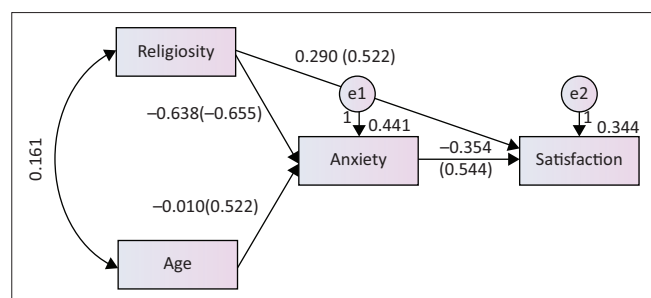 Religiosity
0.290 (0.522)
e1
e2
−0.638(−0.655)
1
0.441
1
0.344
0.161
Anxiety
−0.354
(0.544)
Satisfaction
−0.010(0.522)
Age